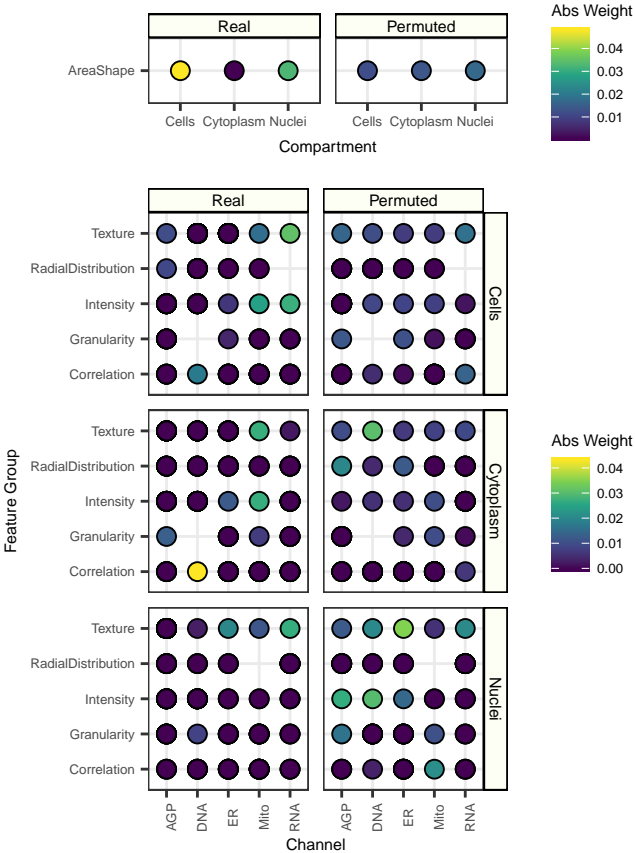 Real
Permuted
AreaShape
Cells
Cytoplasm
Nuclei
Cells
Cytoplasm
Nuclei
Compartment
Abs Weight
0.04
0.03
0.02
0.01
Real
Permuted
Texture
RadialDistribution
Intensity
Granularity
Correlation
Cells
Texture
RadialDistribution
Intensity
Granularity
Correlation
Cytoplasm
Texture
RadialDistribution
Intensity
Granularity
Correlation
Nuclei
Feature Group
AGP
DNA
ER
Mito
RNA
AGP
DNA
ER
Mito
RNA
Channel
Abs Weight
0.04
0.03
0.02
0.01
0.00